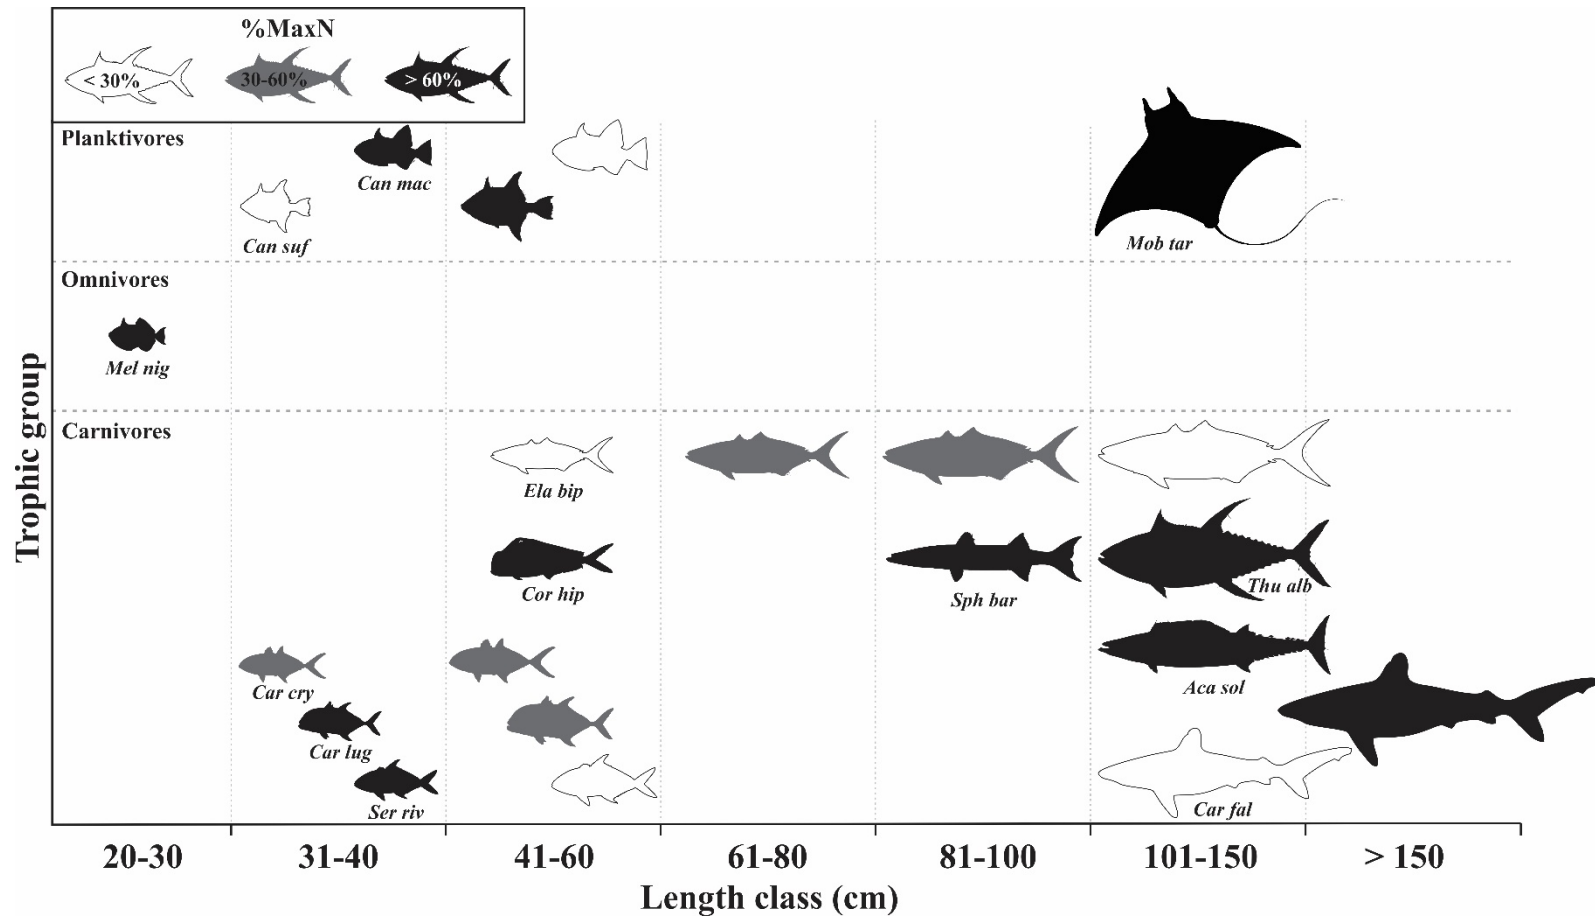 %MaxN
< 30%
30-60%
> 60%
Planktivores
Can mac
Can suf
Mob tar
Omnivores
Mel nig
Trophic group
Carnivores
Ela bip
Cor hip
Sph bar
Thu alb
Car cry
Aca sol
Car lug
Ser riv
Car fal
20-30 31-40 41-60 61-80 81-100 101-150 > 150
Length class (cm)